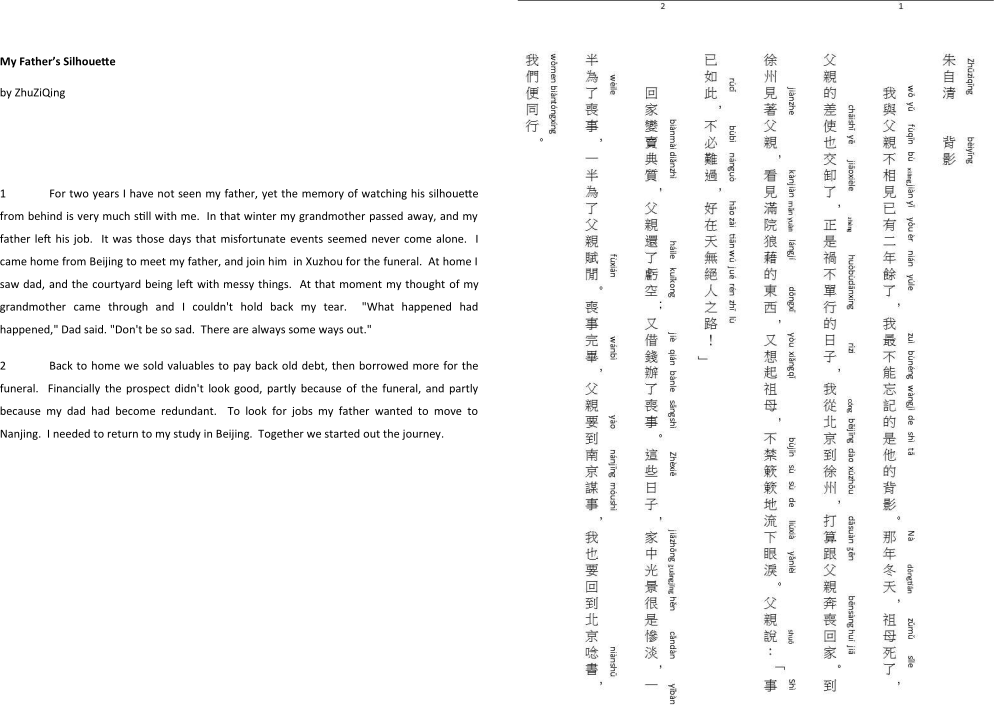 My Father's Silhouette
by ZhuZiQing
1 For two years I have not seen my father, yet the memory of watching his silhouette
from behind is very much still with me. In that winter my grandmother passed away, and my
father left his job. It was those days that misfortunate events seemed never come alone. I
came home from Beijing to meet my father, and join him in Xuzhou for the funeral. At home I
saw dad, and the courtyard being left with messy things. At that moment my thought of my
grandmother came through and I couldn't hold back my tear. "What happened had
happened," Dad said. "Don't be so sad. There are always some ways out."
2 Back to home we sold valuables to pay back old debt, then borrowed more for the
funeral. Financially the prospect didn't look good, partly because of the funeral, and partly
because my dad had become redundant. To look for jobs my father wanted to move to
Nanjing. I needed to return to my study in Beijing. Together we started out the journey.
1
Zhūzìqīng bèiyǐng
朱自清 背影
wǒ yǔ fùqīn bù xiāngjiàn yǐ yǒu èr nián yúle zuì bùnéng wàngjì de shì tā Nà dōngtiān zǔmǔ sǐle
我與父親不相見已有二年餘了，我最不能忘記的是他的背影。那年冬天，祖母死了，
chāishǐ yě jiāoxièle zhèng huòbùdānxíng rìzi cóng běijīng dào xúzhōu dǎsuàn gēn bēnsāng huí jiā
父親的差使也交卸了，正是禍不單行的日子，我從北京到徐州，打算跟父親奔喪回家。到
jiànzhe kànjiàn mǎn yuàn lángjí dōngxī yòu xiǎngqǐ bùjīn sù sù de liúxià yǎnlèi shuō Shì
徐州見著父親，看見滿院狼藉的東西，又想起祖母，不禁簌簌地流下眼淚。父親說：「事
rúcǐ bùbì nánguò hǎo zài tiān wú jué rén zhī lù
已如此，不必難過，好在天無絕人之路！」
2
biànmài diǎnzhì háile kuīkong jiè qián bànle sāngshì Zhèxiē jiāzhōng guāngjǐng hěn cǎndàn yībàn
回家變賣典質，父親還了虧空；又借錢辦了喪事。這些日子，家中光景很是慘淡，一
wèile fùxián wánbì yào nánjīng móushì niànshū
半為了喪事，一半為了父親賦閒。喪事完畢，父親要到南京謀事，我也要回到北京唸書，
wǒmen biàntóngxíng
我們便同行。